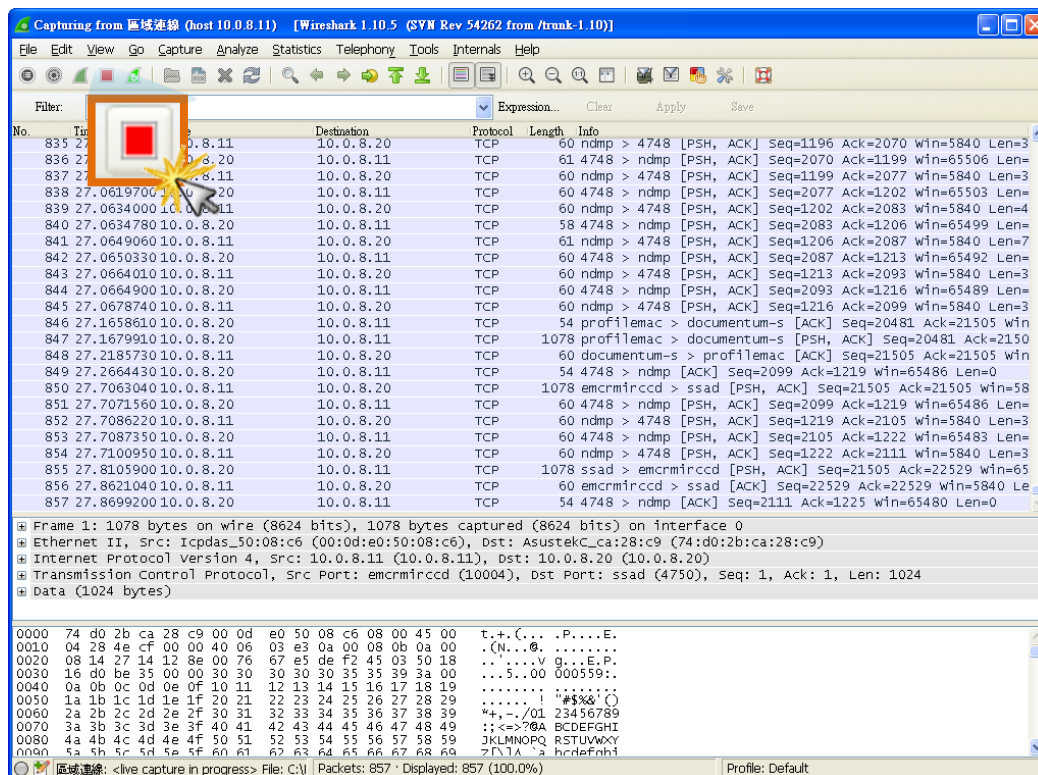 Capturing from 區域連線 (host 10.0.8.11) [Wireshark 1.10.5 (SVN Rev 54262 from /trunk-1.10)]
File Edit View Go Capture Analyze Statistics Telephony Tools Internals Help
Filter: Expression... Clear Apply Save
No. Destination Protocol Length Info
835 27 0.8.11 10.0.8.20 TCP 60 ndmp > 4748 [PSH, ACK] Seq=1196 Ack=2070 Win=5840 Len=3
836 27 .8.20 10.0.8.11 TCP 61 4748 > ndmp [PSH, ACK] Seq=2070 Ack=1199 Win=65506 Len=
837 27 .8.11 10.0.8.20 TCP 60 ndmp > 4748 [PSH, ACK] Seq=1199 Ack=2077 Win=5840 Len=3
838 27.0619700 10.0 .20 10.0.8.11 TCP 60 4748 > ndmp [PSH, ACK] Seq=2077 Ack=1202 Win=65503 Len=
839 27.0634000 10.0 11 10.0.8.20 TCP 60 ndmp > 4748 [PSH, ACK] Seq=1202 Ack=2083 Win=5840 Len=4
840 27.0634780 10.0.8.20 10.0.8.11 TCP 58 4748 > ndmp [PSH, ACK] Seq=2083 Ack=1206 Win=65499 Len=
841 27.0649060 10.0.8.11 10.0.8.20 TCP 61 ndmp > 4748 [PSH, ACK] Seq=1206 Ack=2087 Win=5840 Len=7
842 27.0650330 10.0.8.20 10.0.8.11 TCP 60 4748 > ndmp [PSH, ACK] Seq=2087 Ack=1213 Win=65492 Len=
843 27.0664010 10.0.8.11 10.0.8.20 TCP 60 ndmp > 4748 [PSH, ACK] Seq=1213 Ack=2093 Win=5840 Len=3
844 27.0664900 10.0.8.20 10.0.8.11 TCP 60 4748 > ndmp [PSH, ACK] Seq=2093 Ack=1216 Win=65489 Len=
845 27.0678740 10.0.8.11 10.0.8.20 TCP 60 ndmp > 4748 [PSH, ACK] Seq=1216 Ack=2099 Win=5840 Len=3
846 27.1658610 10.0.8.20 10.0.8.11 TCP 54 profilemac > documentum-s [ACK] Seq=20481 Ack=21505 Win
847 27.1679910 10.0.8.20 10.0.8.11 TCP 1078 profilemac > documentum-s [PSH, ACK] Seq=20481 Ack=2150
848 27.2185730 10.0.8.11 10.0.8.20 TCP 60 documentum-s > profilemac [ACK] Seq=21505 Ack=21505 Win
849 27.2664430 10.0.8.20 10.0.8.11 TCP 54 4748 > ndmp [ACK] Seq=2099 Ack=1219 Win=65486 Len=0
850 27.7063040 10.0.8.11 10.0.8.20 TCP 1078 emcrmirccd > ssad [PSH, ACK] Seq=21505 Ack=21505 Win=58
851 27.7071560 10.0.8.20 10.0.8.11 TCP 60 4748 > ndmp [PSH, ACK] Seq=2099 Ack=1219 Win=65486 Len=
852 27.7086220 10.0.8.11 10.0.8.20 TCP 60 ndmp > 4748 [PSH, ACK] Seq=1219 Ack=2105 Win=5840 Len=3
853 27.7087350 10.0.8.20 10.0.8.11 TCP 60 4748 > ndmp [PSH, ACK] Seq=2105 Ack=1222 Win=65483 Len=
854 27.7100950 10.0.8.11 10.0.8.20 TCP 60 ndmp > 4748 [PSH, ACK] Seq=1222 Ack=2111 Win=5840 Len=3
855 27.8105900 10.0.8.20 10.0.8.11 TCP 1078 ssad > emcrmirccd [PSH, ACK] Seq=21505 Ack=22529 Win=65
856 27.8621040 10.0.8.11 10.0.8.20 TCP 60 emcrmirccd > ssad [ACK] Seq=22529 Ack=22529 Win=5840 Le
857 27.8699200 10.0.8.20 10.0.8.11 TCP 54 4748 > ndmp [ACK] Seq=2111 Ack=1225 Win=65480 Len=0
Frame 1: 1078 bytes on wire (8624 bits), 1078 bytes captured (8624 bits) on interface 0
Ethernet II, Src: Icpdas_50:08:c6 (00:0d:e0:50:08:c6), Dst: AsustekC_ca:28:c9 (74:d0:2b:ca:28:c9)
Internet Protocol Version 4, Src: 10.0.8.11 (10.0.8.11), Dst: 10.0.8.20 (10.0.8.20)
Transmission Control Protocol, Src Port: emcrmirccd (10004), Dst Port: ssad (4750), Seq: 1, Ack: 1, Len: 1024
Data (1024 bytes)
0000 74 d0 2b ca 28 c9 00 0d e0 50 08 c6 08 00 45 00 t.+.(... .P....E.
0010 04 28 4e cf 00 00 40 06 03 e3 0a 00 08 0b 0a 00 .(N...@. ........
0020 08 14 27 14 12 8e 00 76 67 e5 de f2 45 03 50 18 ..'....v g...E.P.
0030 16 d0 be 35 00 00 30 30 30 30 30 35 35 39 3a 00 ...5..00 000559:.
0040 0a 0b 0c 0d 0e 0f 10 11 12 13 14 15 16 17 18 19 ........ ........
0050 1a 1b 1c 1d 1e 1f 20 21 22 23 24 25 26 27 28 29 ...... ! "#$%&'()
0060 2a 2b 2c 2d 2e 2f 30 31 32 33 34 35 36 37 38 39 *+,-./01 23456789
0070 3a 3b 3c 3d 3e 3f 40 41 42 43 44 45 46 47 48 49 :;<=>?@A BCDEFGHI
0080 4a 4b 4c 4d 4e 4f 50 51 52 53 54 55 56 57 58 59 JKLMNOPQ RSTUVWXY
0090 5a 5b 5c 5d 5e 5f 60 61 62 63 64 65 66 67 68 69 Z[\]^_`a bcdefghi
區域連線: <live capture in progress> File: C:\ Packets: 857 · Displayed: 857 (100.0%) Profile: Default